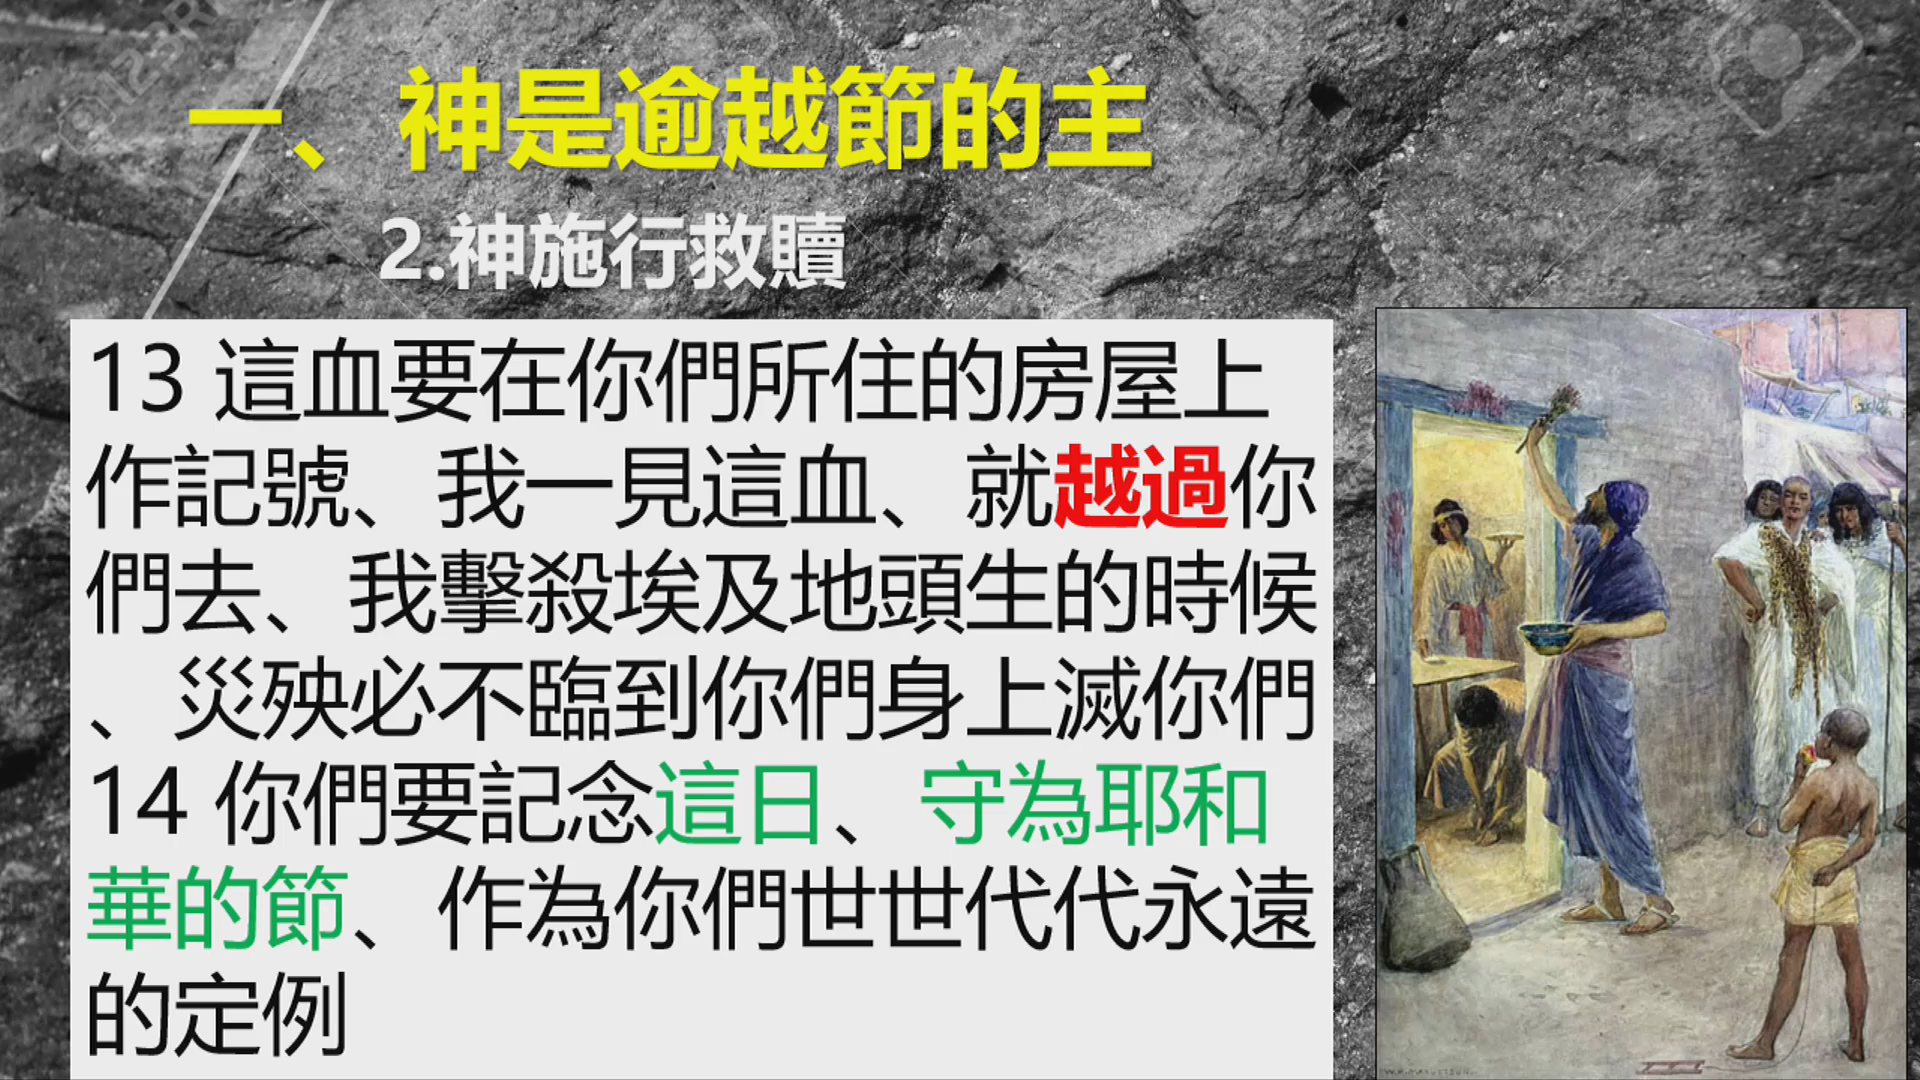 一、神是逾越節的主
2.神施行救贖
13 這血要在你們所住的房屋上
作記號、我一見這血、就越過你
們去、我擊殺埃及地頭生的時候
、災殃必不臨到你們身上滅你們
14 你們要記念這日、守為耶和
華的節、作為你們世世代代永遠
的定例